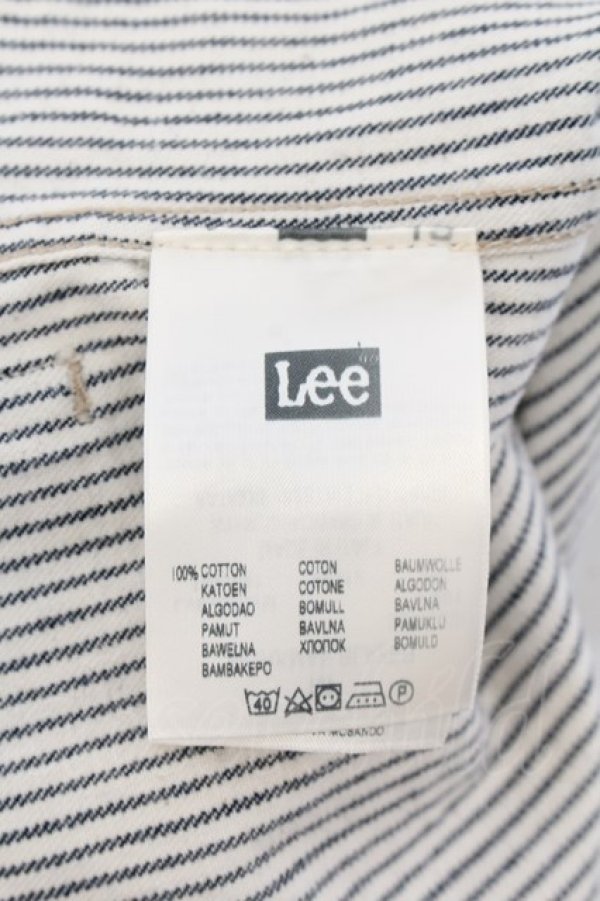 Lee
100% COTTON COTON BAUMWOLLE
KATOEN COTONE ALGODON
ALGODAO BOMULL BAVLNA
PAMUT BAVLNA PAMUKLU
BAWELNA ХЛОПОК BOMULD
BAMBAKEPO
40 P